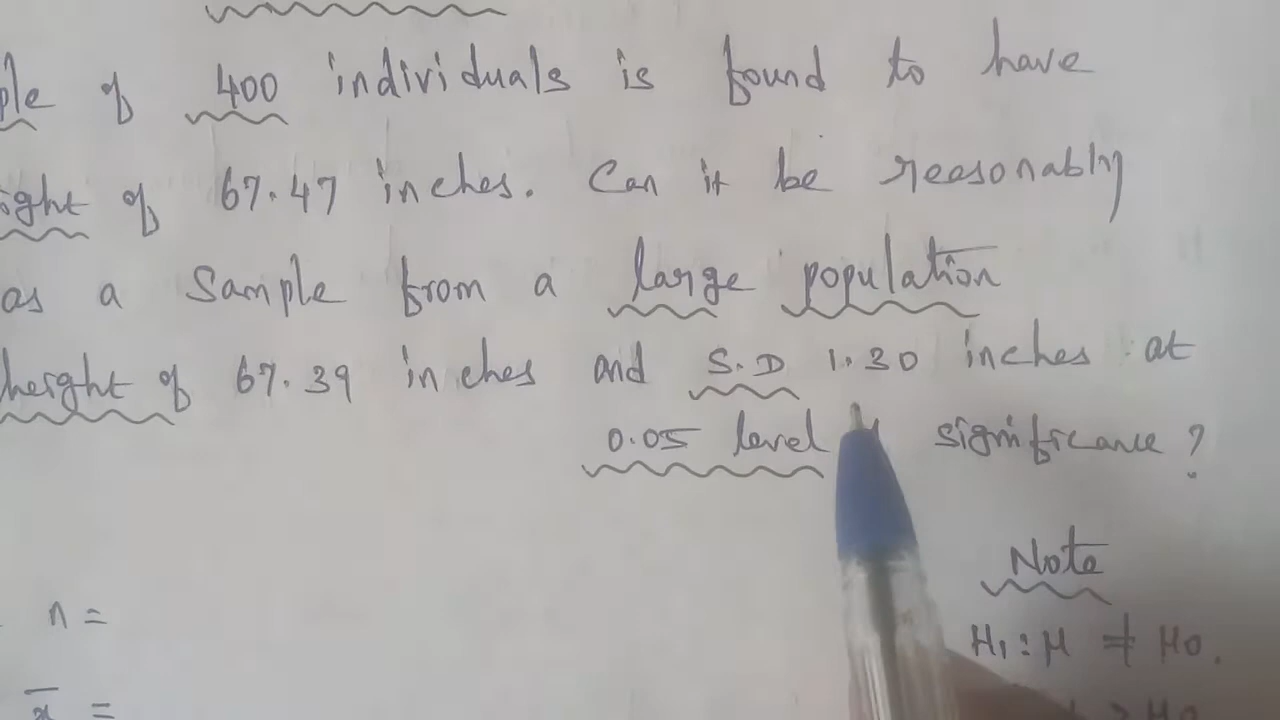 ple of 400 individuals is found to have
ight of 67.47 inches. Can it be reesonably
as a Sample from a large population
height of 67.39 inches and S.D 1.30 inches at
0.05 level significance?
Note
n =
H₁ : μ ≠ μ0.
x̄ =
> μ0